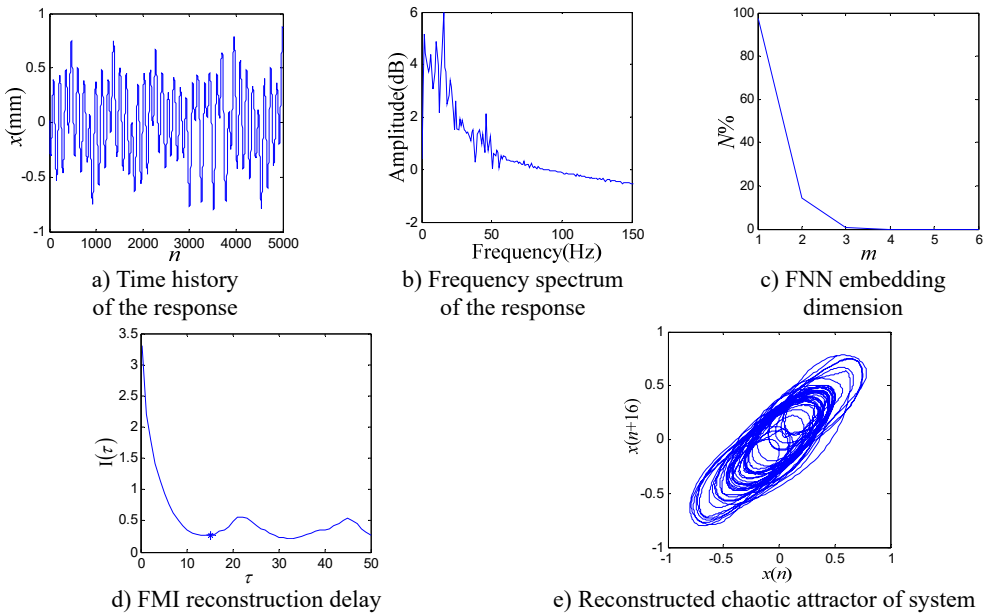 1
0.5
0
-0.5
-1
x(mm)
0 1000 2000 3000 4000 5000
n
a) Time history
of the response
6
4
2
0
-2
Amplitude(dB)
0 50 100 150
Frequency(Hz)
b) Frequency spectrum
of the response
100
80
60
40
20
0
N%
1 2 3 4 5 6
m
c) FNN embedding
dimension
3.5
3
2.5
2
1.5
1
0.5
0
I(τ)
0 10 20 30 40 50
τ
d) FMI reconstruction delay
1
0.5
0
-0.5
-1
x(n+16)
-1 -0.5 0 0.5 1
x(n)
e) Reconstructed chaotic attractor of system